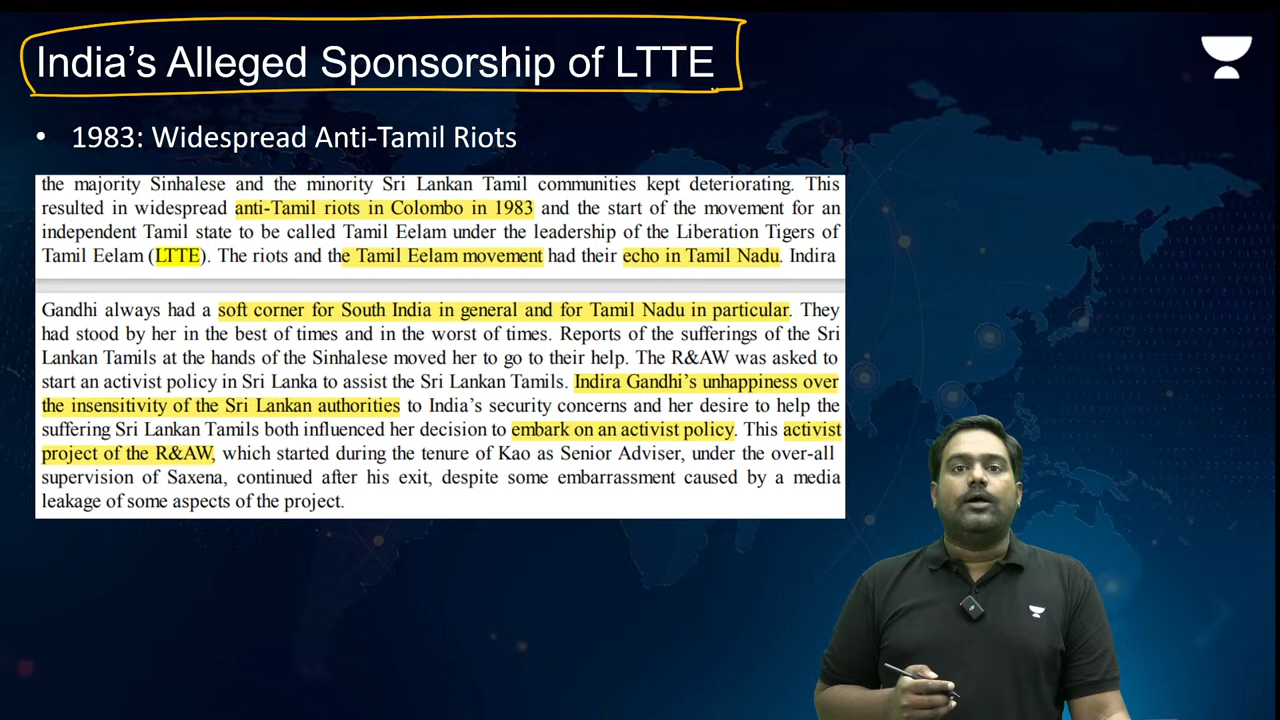 India's Alleged Sponsorship of LTTE
• 1983: Widespread Anti-Tamil Riots
the majority Sinhalese and the minority Sri Lankan Tamil communities kept deteriorating. This
resulted in widespread anti-Tamil riots in Colombo in 1983 and the start of the movement for an
independent Tamil state to be called Tamil Eelam under the leadership of the Liberation Tigers of
Tamil Eelam (LTTE). The riots and the Tamil Eelam movement had their echo in Tamil Nadu. Indira
Gandhi always had a soft corner for South India in general and for Tamil Nadu in particular. They
had stood by her in the best of times and in the worst of times. Reports of the sufferings of the Sri
Lankan Tamils at the hands of the Sinhalese moved her to go to their help. The R&AW was asked to
start an activist policy in Sri Lanka to assist the Sri Lankan Tamils. Indira Gandhi's unhappiness over
the insensitivity of the Sri Lankan authorities to India's security concerns and her desire to help the
suffering Sri Lankan Tamils both influenced her decision to embark on an activist policy. This activist
project of the R&AW, which started during the tenure of Kao as Senior Adviser, under the over-all
supervision of Saxena, continued after his exit, despite some embarrassment caused by a media
leakage of some aspects of the project.